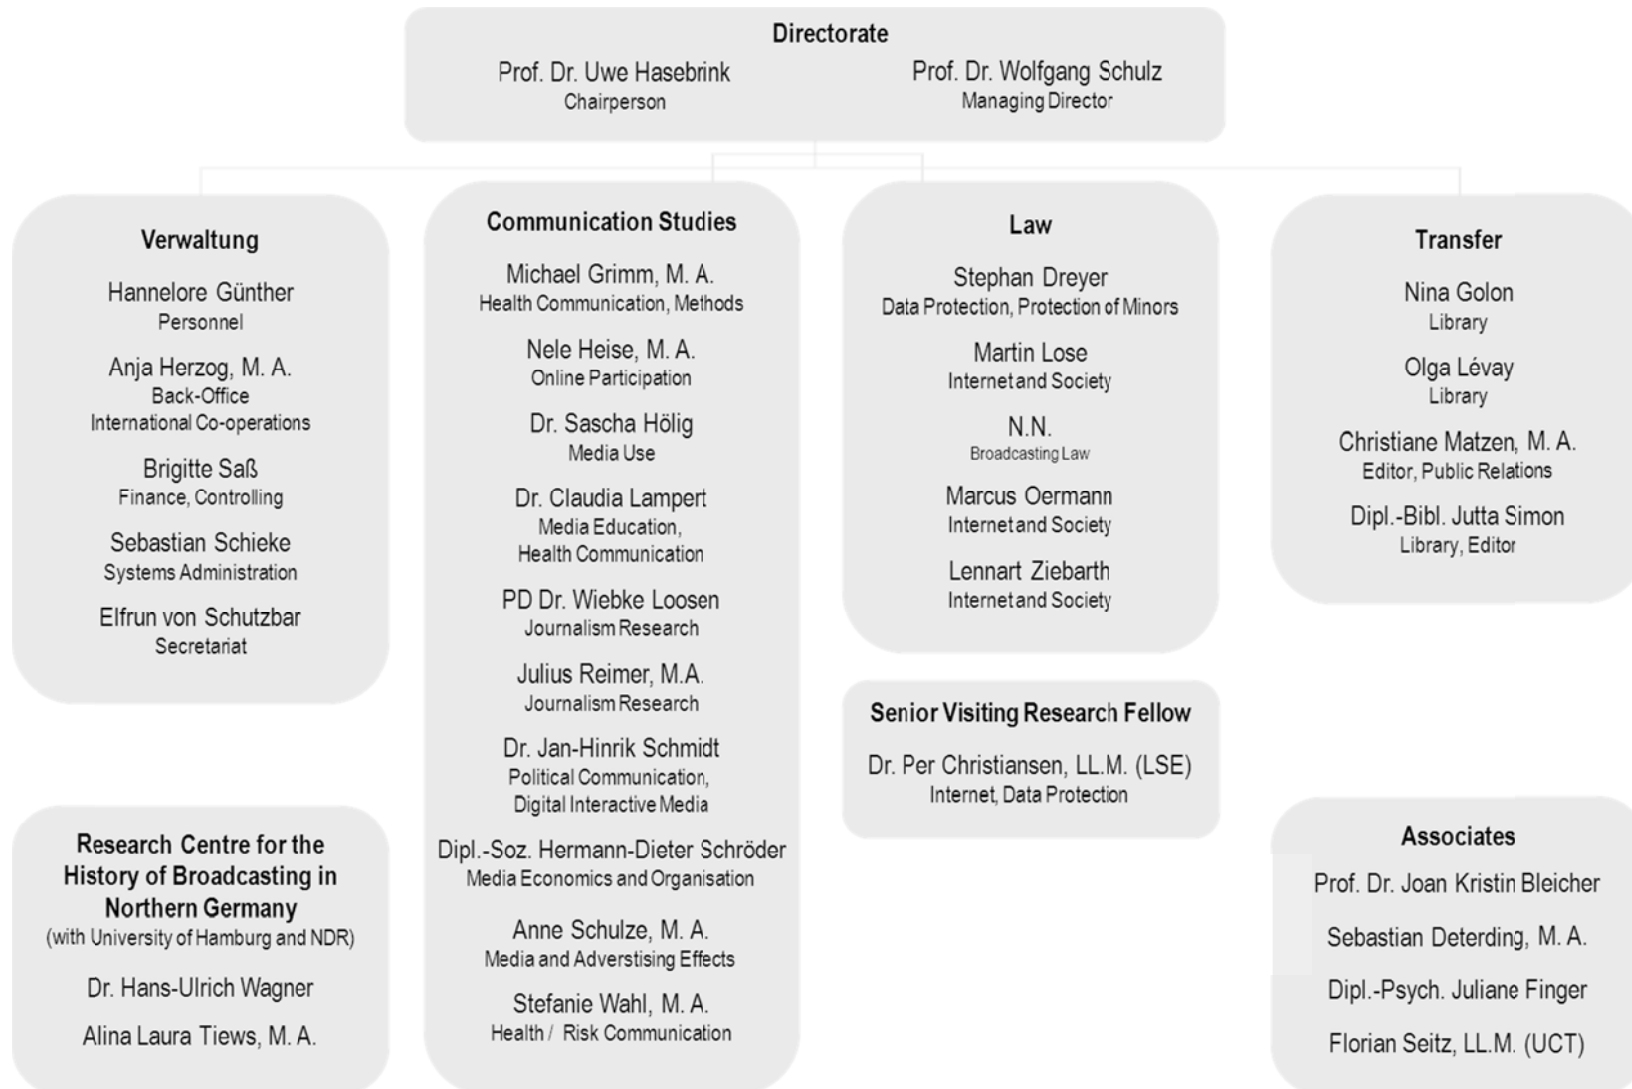 Directorate
Prof. Dr. Uwe Hasebrink
Chairperson
Prof. Dr. Wolfgang Schulz
Managing Director
Verwaltung
Hannelore Günther
Personnel
Anja Herzog, M. A.
Back-Office
International Co-operations
Brigitte Saß
Finance, Controlling
Sebastian Schieke
Systems Administration
Elfrun von Schutzbar
Secretariat
Communication Studies
Michael Grimm, M. A.
Health Communication, Methods
Nele Heise, M. A.
Online Participation
Dr. Sascha Hölig
Media Use
Dr. Claudia Lampert
Media Education,
Health Communication
PD Dr. Wiebke Loosen
Journalism Research
Julius Reimer, M.A.
Journalism Research
Dr. Jan-Hinrik Schmidt
Political Communication,
Digital Interactive Media
Dipl.-Soz. Hermann-Dieter Schröder
Media Economics and Organisation
Anne Schulze, M. A.
Media and Adverstising Effects
Stefanie Wahl, M. A.
Health / Risk Communication
Law
Stephan Dreyer
Data Protection, Protection of Minors
Martin Lose
Internet and Society
N.N.
Broadcasting Law
Marcus Oermann
Internet and Society
Lennart Ziebarth
Internet and Society
Transfer
Nina Golon
Library
Olga Lévay
Library
Christiane Matzen, M. A.
Editor, Public Relations
Dipl.-Bibl. Jutta Simon
Library, Editor
Senior Visiting Research Fellow
Dr. Per Christiansen, LL.M. (LSE)
Internet, Data Protection
Research Centre for the
History of Broadcasting in
Northern Germany
(with University of Hamburg and NDR)
Dr. Hans-Ulrich Wagner
Alina Laura Tiews, M. A.
Associates
Prof. Dr. Joan Kristin Bleicher
Sebastian Deterding, M. A.
Dipl.-Psych. Juliane Finger
Florian Seitz, LL.M. (UCT)